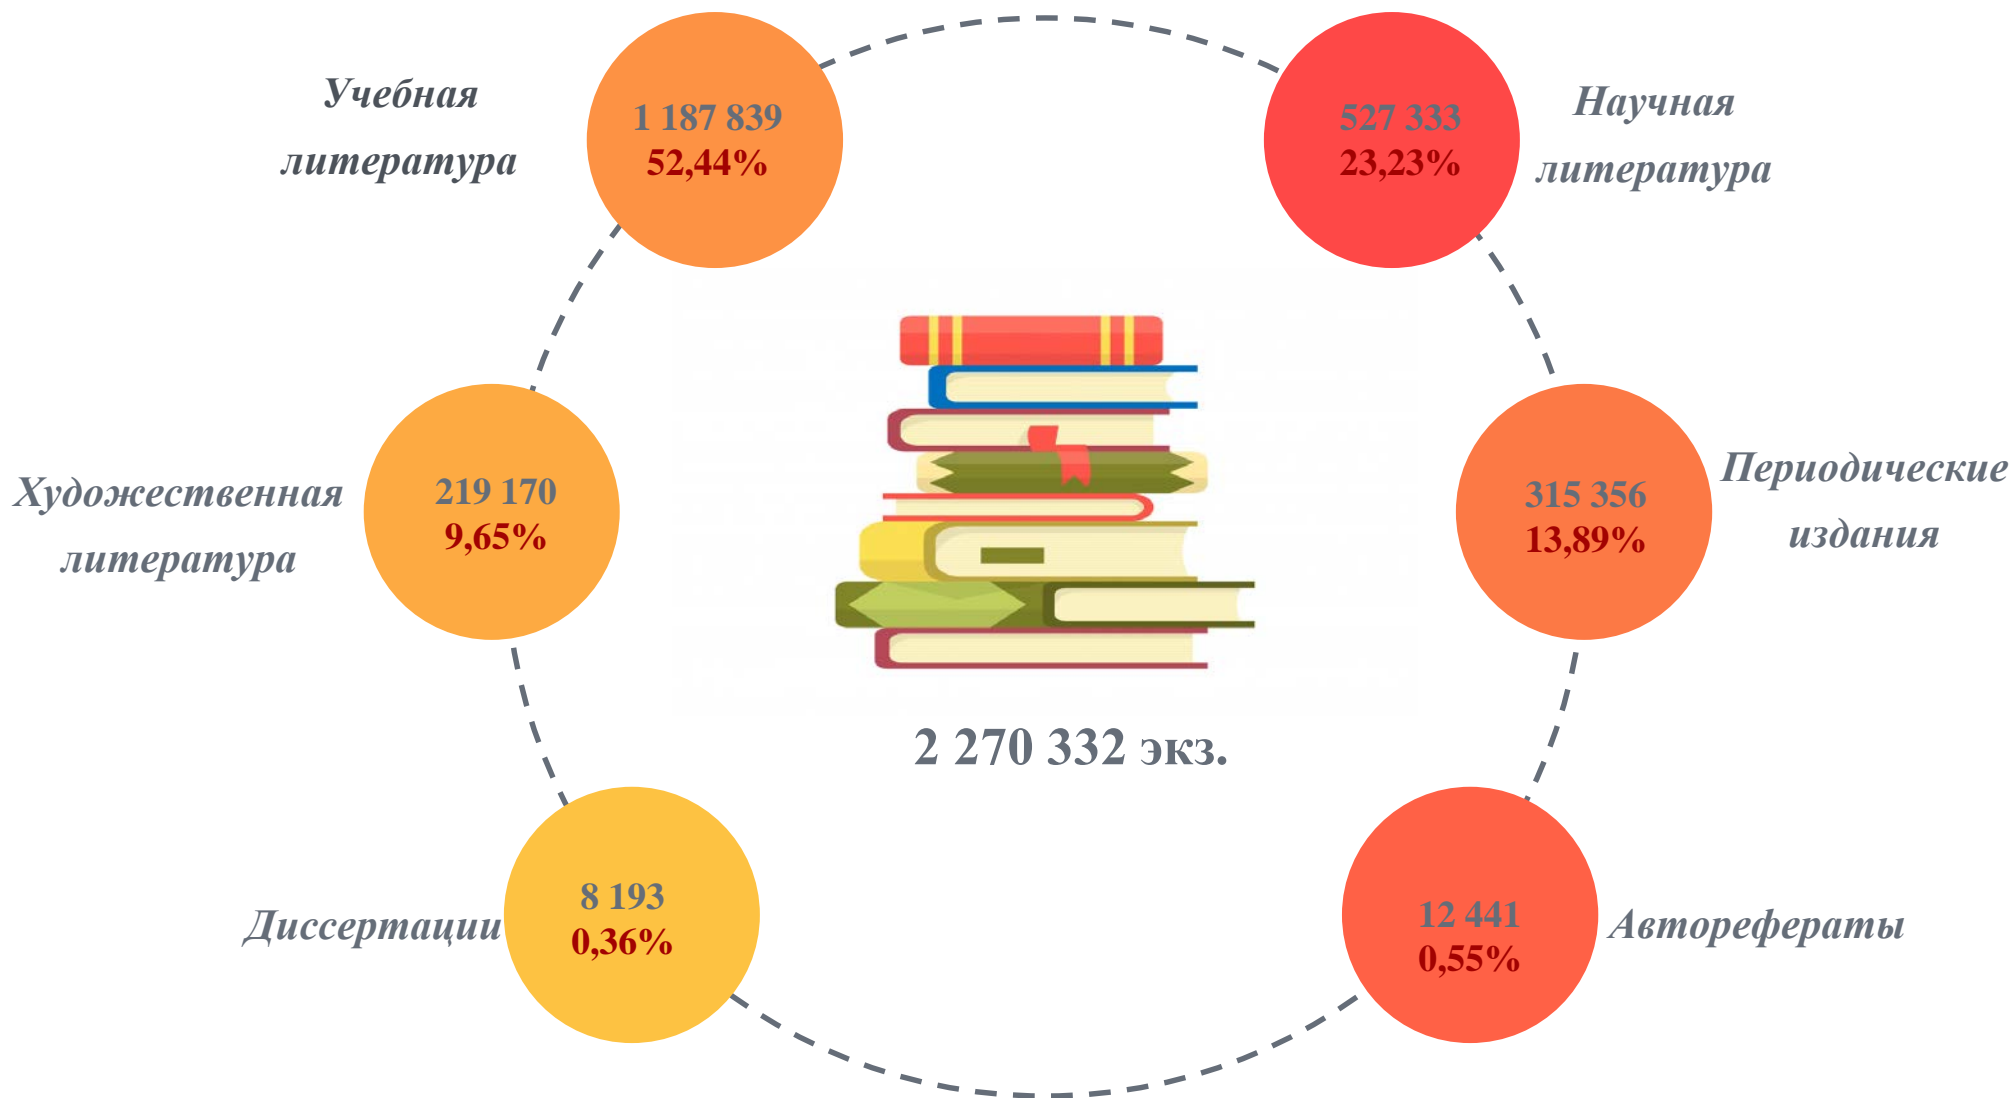 Учебная
литература
1 187 839
52,44%
527 333
23,23%
Научная
литература
Художественная
литература
219 170
9,65%
315 356
13,89%
Периодические
издания
2 270 332 экз.
Диссертации
8 193
0,36%
12 441
0,55%
Авторефераты